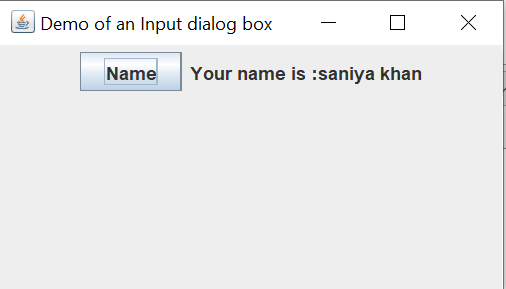 Demo of an Input dialog box
Name Your name is :saniya khan